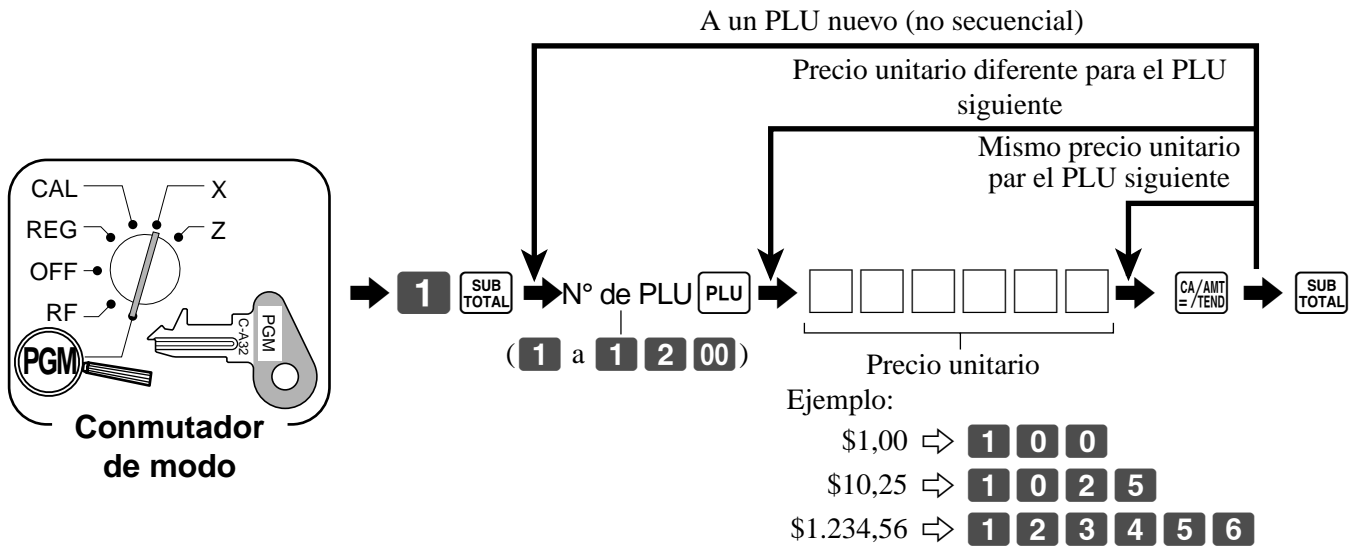 A un PLU nuevo (no secuencial)
Precio unitario diferente para el PLU
siguiente
Mismo precio unitario
par el PLU siguiente
CAL
X
REG
Z
OFF
RF
PGM
PGM
C-A32
Conmutador
de modo
1 SUB TOTAL N° de PLU PLU CA/AMT = /TEND SUB TOTAL
(1 a 1 2 00)
Precio unitario
Ejemplo:
$1,00 ⇨ 1 0 0
$10,25 ⇨ 1 0 2 5
$1.234,56 ⇨ 1 2 3 4 5 6